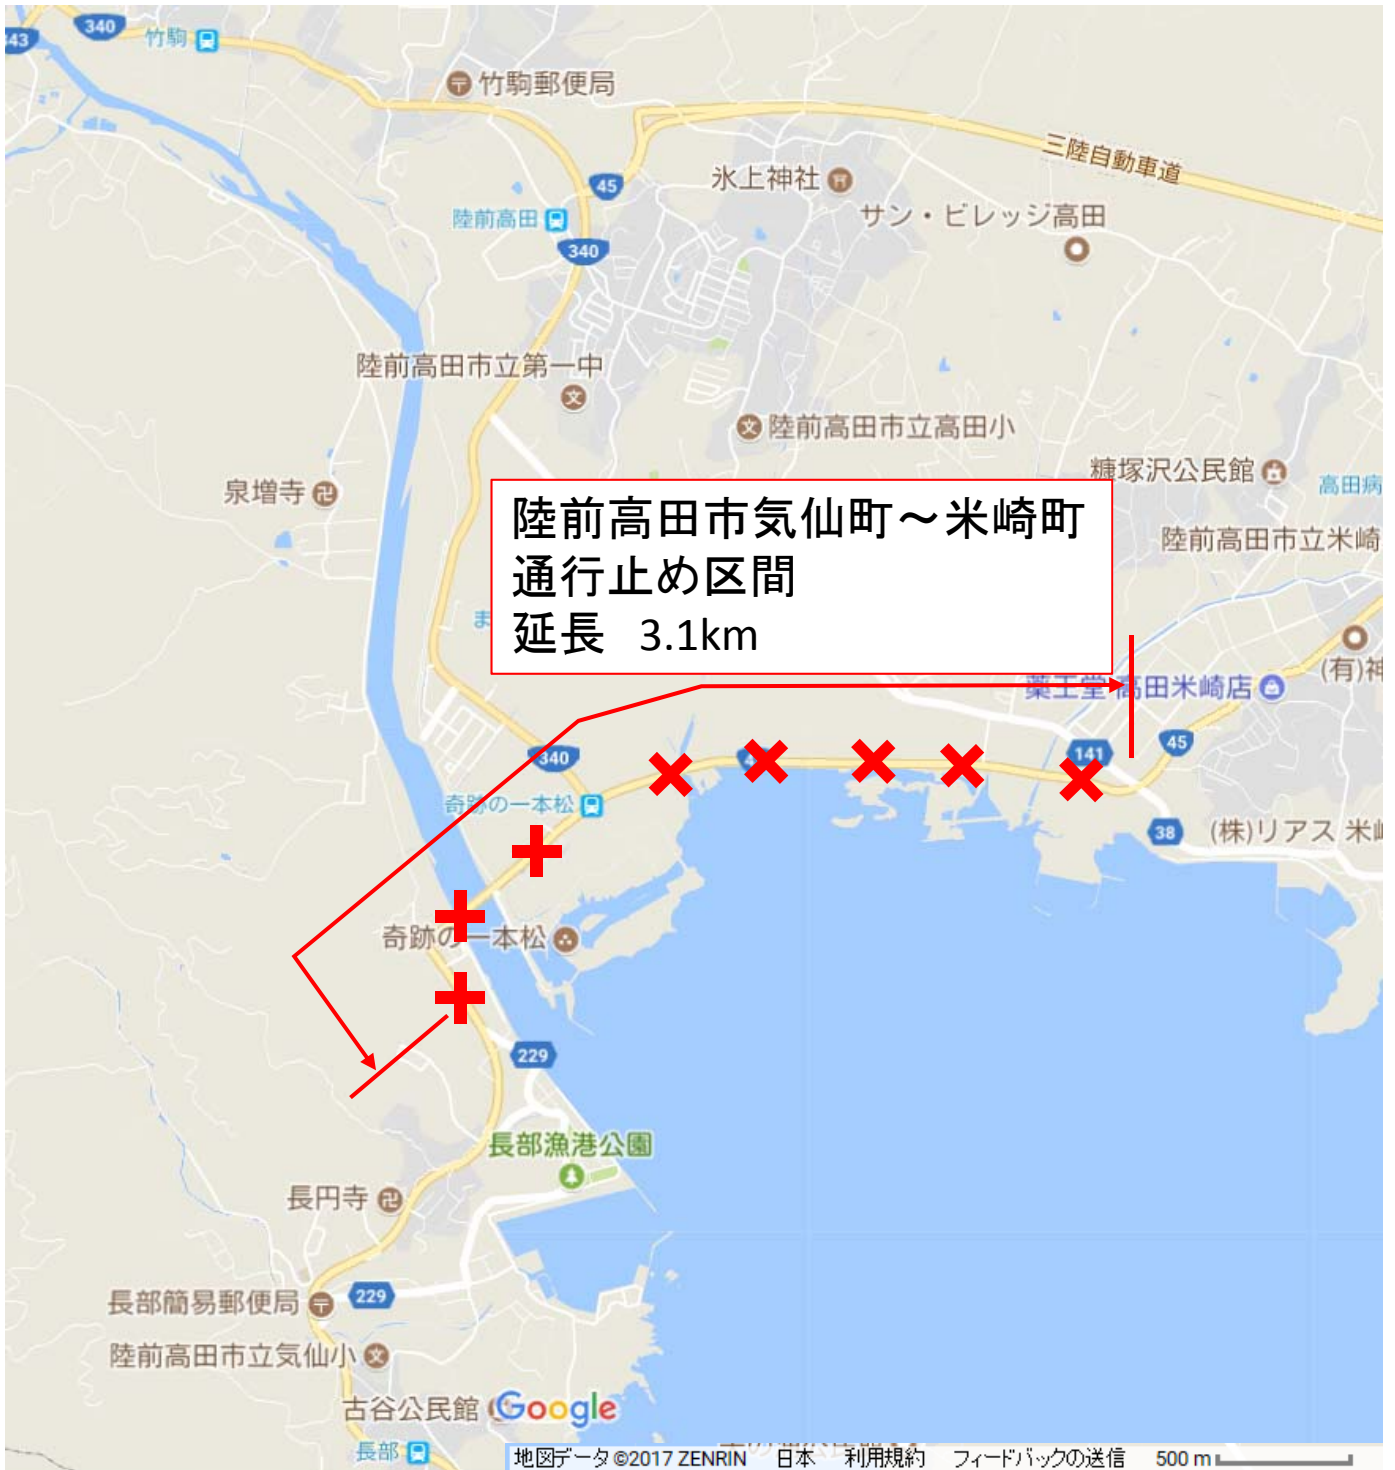 340
竹駒
343
竹駒郵便局
三陸自動車道
45
氷上神社
陸前高田
サン・ビレッジ高田
340
陸前高田市立第一中
陸前高田市立高田小
糠塚沢公民館
泉増寺
高田病
陸前高田市気仙町～米崎町
陸前高田市立米崎
通行止め区間
延長 3.1km
ま
(有)神
薬王堂 高田米崎店
45
340
141
奇跡の一本松
38
(株)リアス 米崎
奇跡の一本松
229
長部漁港公園
長円寺
229
長部簡易郵便局
陸前高田市立気仙小
古谷公民館
Google
長部
地図データ ©2017 ZENRIN 日本 利用規約 フィードバックの送信 500 m